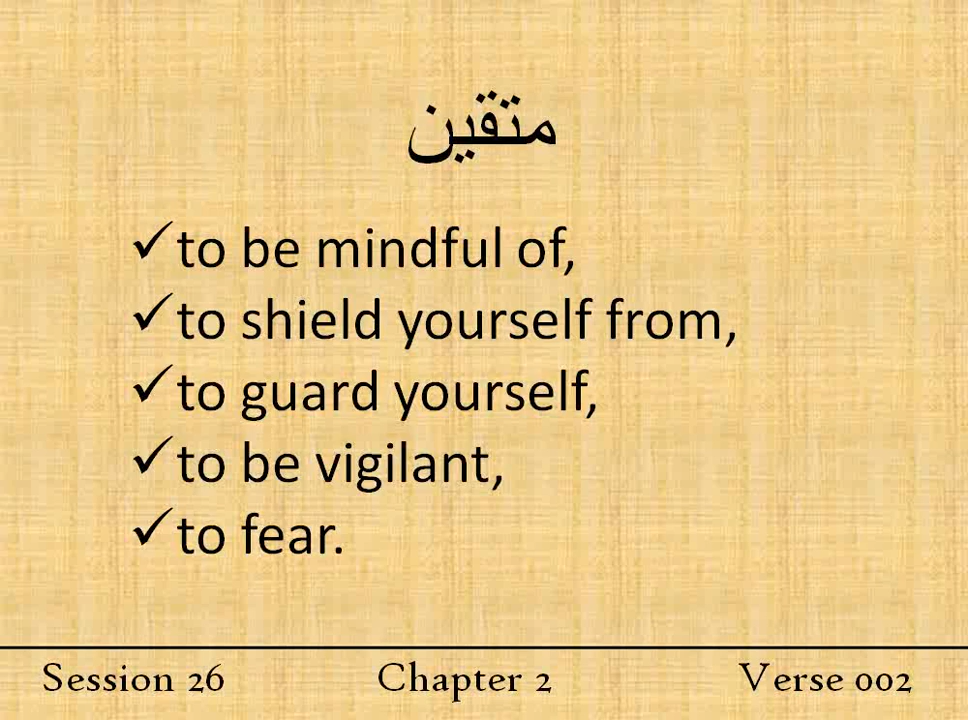 متقين
✓to be mindful of,
✓to shield yourself from,
✓to guard yourself,
✓to be vigilant,
✓to fear.
Session 26 Chapter 2 Verse 002